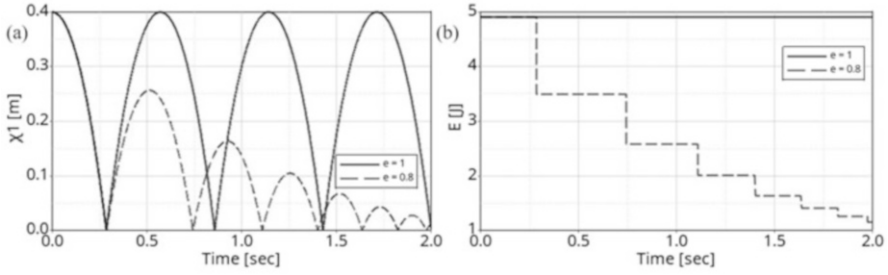 (a)
χ1 [m]
0.4
0.3
0.2
0.1
0.0
0.0 0.5 1.0 1.5 2.0
Time [sec]
e = 1
e = 0.8
(b)
E [J]
5
4
3
2
1
0.0 0.5 1.0 1.5 2.0
Time [sec]
e = 1
e = 0.8